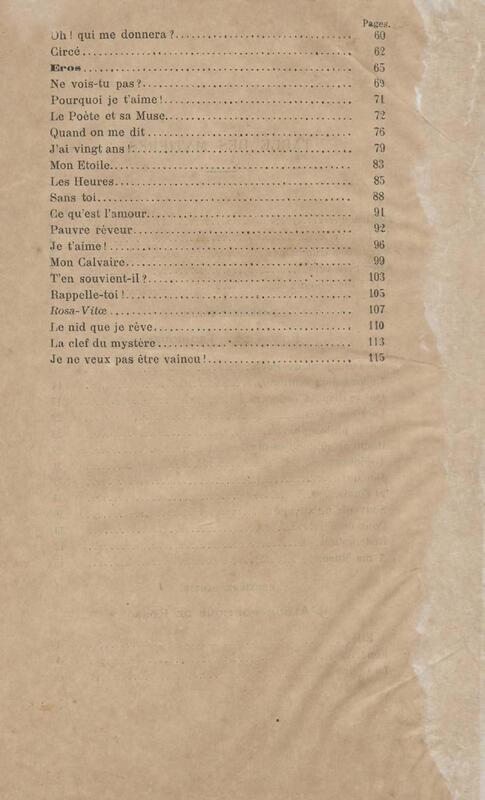 Pages.
Oh ! qui me donnera ?.................................. 60
Circé.................................................. 62
Eros................................................... 65
Ne vois-tu pas ?....................................... 69
Pourquoi je t'aime !................................... 71
Le Poète et sa Muse.................................... 72
Quand on me dit........................................ 76
J'ai vingt ans !....................................... 79
Mon Etoile............................................. 83
Les Heures............................................. 85
Sans toi............................................... 88
Ce qu'est l'amour...................................... 91
Pauvre rêveur.......................................... 92
Je t'aime !............................................ 96
Mon Calvaire........................................... 99
T'en souvient-il ?..................................... 103
Rappelle-toi !......................................... 105
Rosa-Vitœ.............................................. 107
Le nid que je rêve..................................... 110
La clef du mystère..................................... 113
Je ne veux pas être vaincu !........................... 115